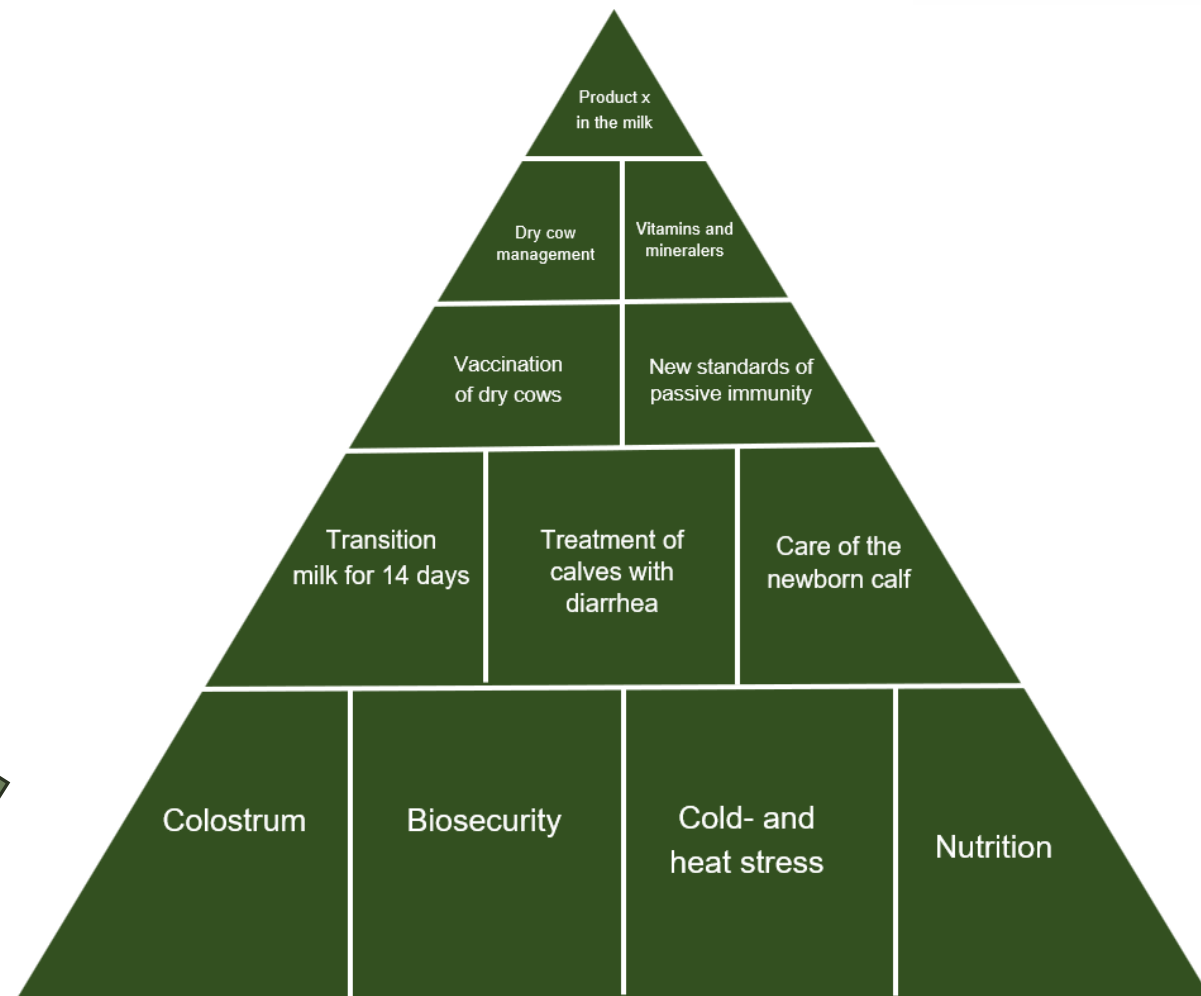 Product x
in the milk
Dry cow
management
Vitamins and
mineralers
Vaccination
of dry cows
New standards of
passive immunity
Transition
milk for 14 days
Treatment of
calves with
diarrhea
Care of the
newborn calf
Colostrum
Biosecurity
Cold- and
heat stress
Nutrition